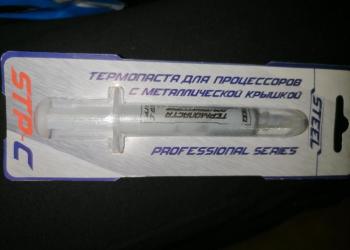 STP-C
ТЕРМОПАСТА ДЛЯ ПРОЦЕССОРОВ
С МЕТАЛЛИЧЕСКОЙ КРЫШКОЙ
STEEL
ТЕРМОПАСТА
PROFESSIONAL SERIES